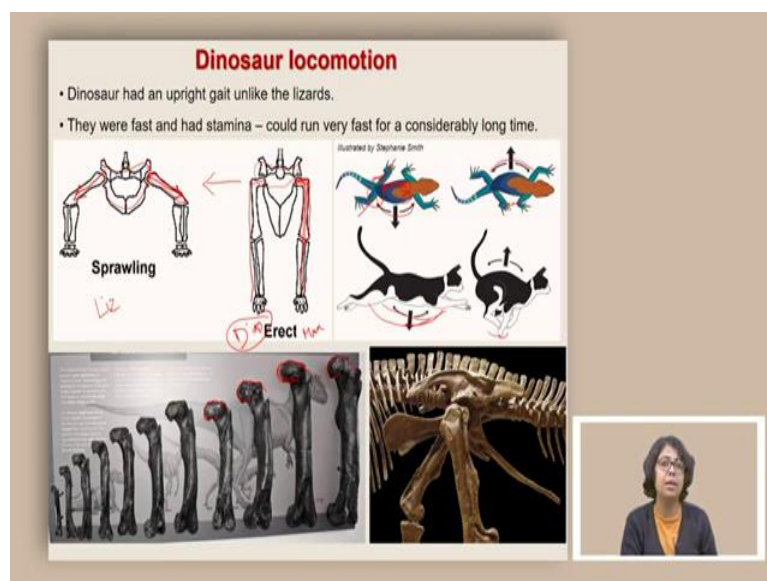 Dinosaur locomotion
• Dinosaur had an upright gait unlike the lizards.
• They were fast and had stamina – could run very fast for a considerably long time.
Illustrated by Stephanie Smith
Sprawling
Liz
Erect